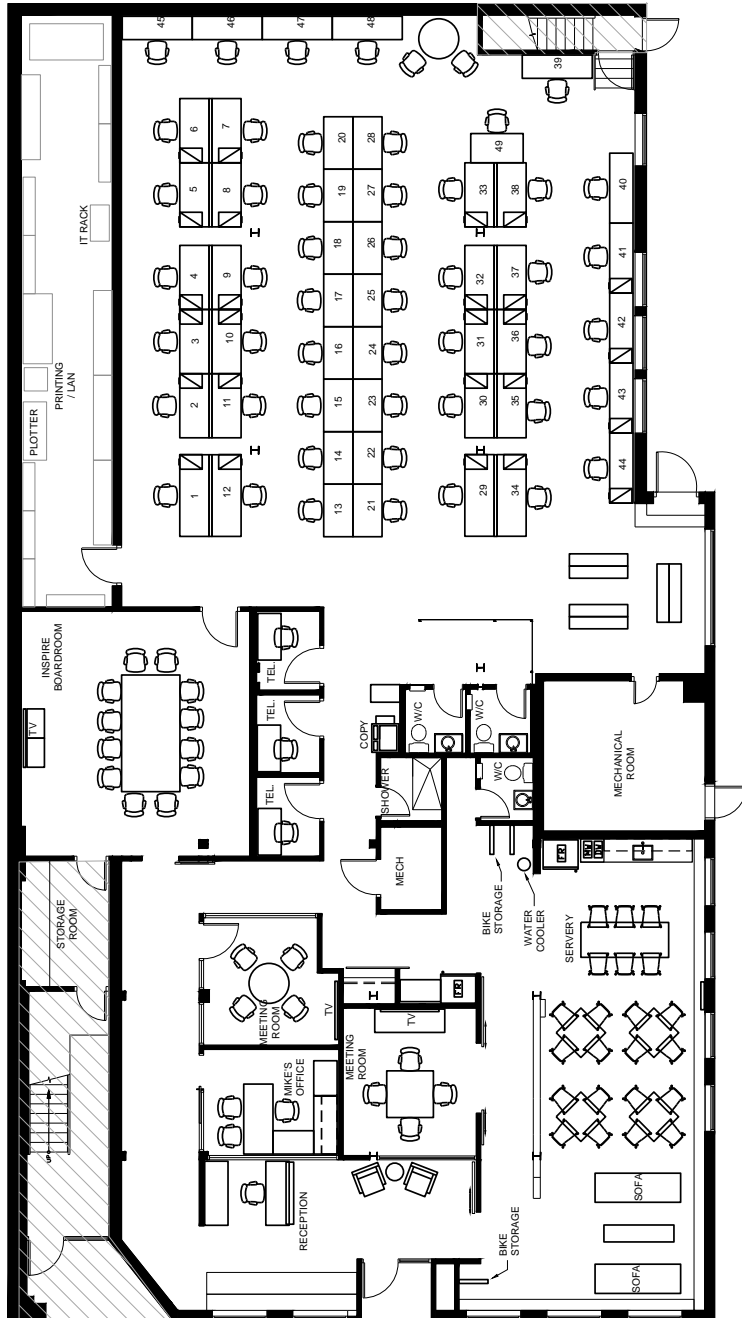 45
46
47
48
39
6
7
5
8
4
9
3
10
2
11
1
12
20
28
19
27
18
26
17
25
16
24
15
23
14
22
13
21
49
33
38
32
37
31
36
30
35
29
34
40
41
42
43
44
IT RACK
PRINTING
/ LAN
PLOTTER
INSPIRE
BOARDROOM
TV
TEL.
TEL.
TEL.
COPY
W/C
W/C
W/C
SHOWER
MECH
MECHANICAL
ROOM
STORAGE
ROOM
BIKE
STORAGE
WATER
COOLER
SERVERY
FR
FR
MEETING
ROOM
TV
MIKE'S
OFFICE
MEETING
ROOM
TV
UP
RECEPTION
BIKE
STORAGE
SOFA
SOFA